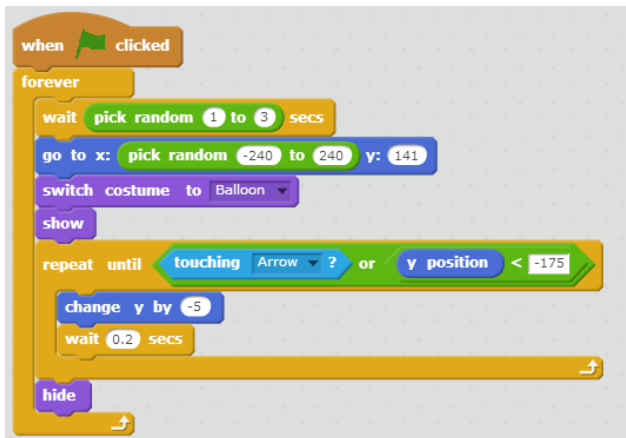 when clicked
forever
wait pick random 1 to 3 secs
go to x: pick random -240 to 240 y: 141
switch costume to Balloon
show
repeat until touching Arrow ? or y position < -175
change y by -5
wait 0.2 secs
hide